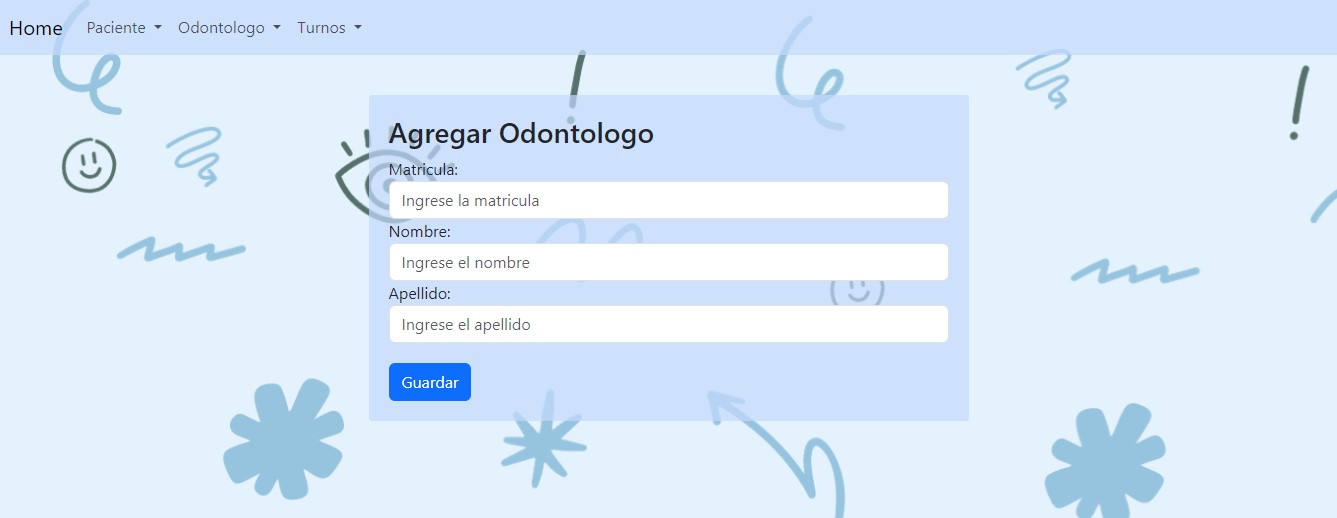 Home Paciente Odontologo Turnos
Agregar Odontologo
Matricula:
Ingrese la matricula
Nombre:
Ingrese el nombre
Apellido:
Ingrese el apellido
Guardar